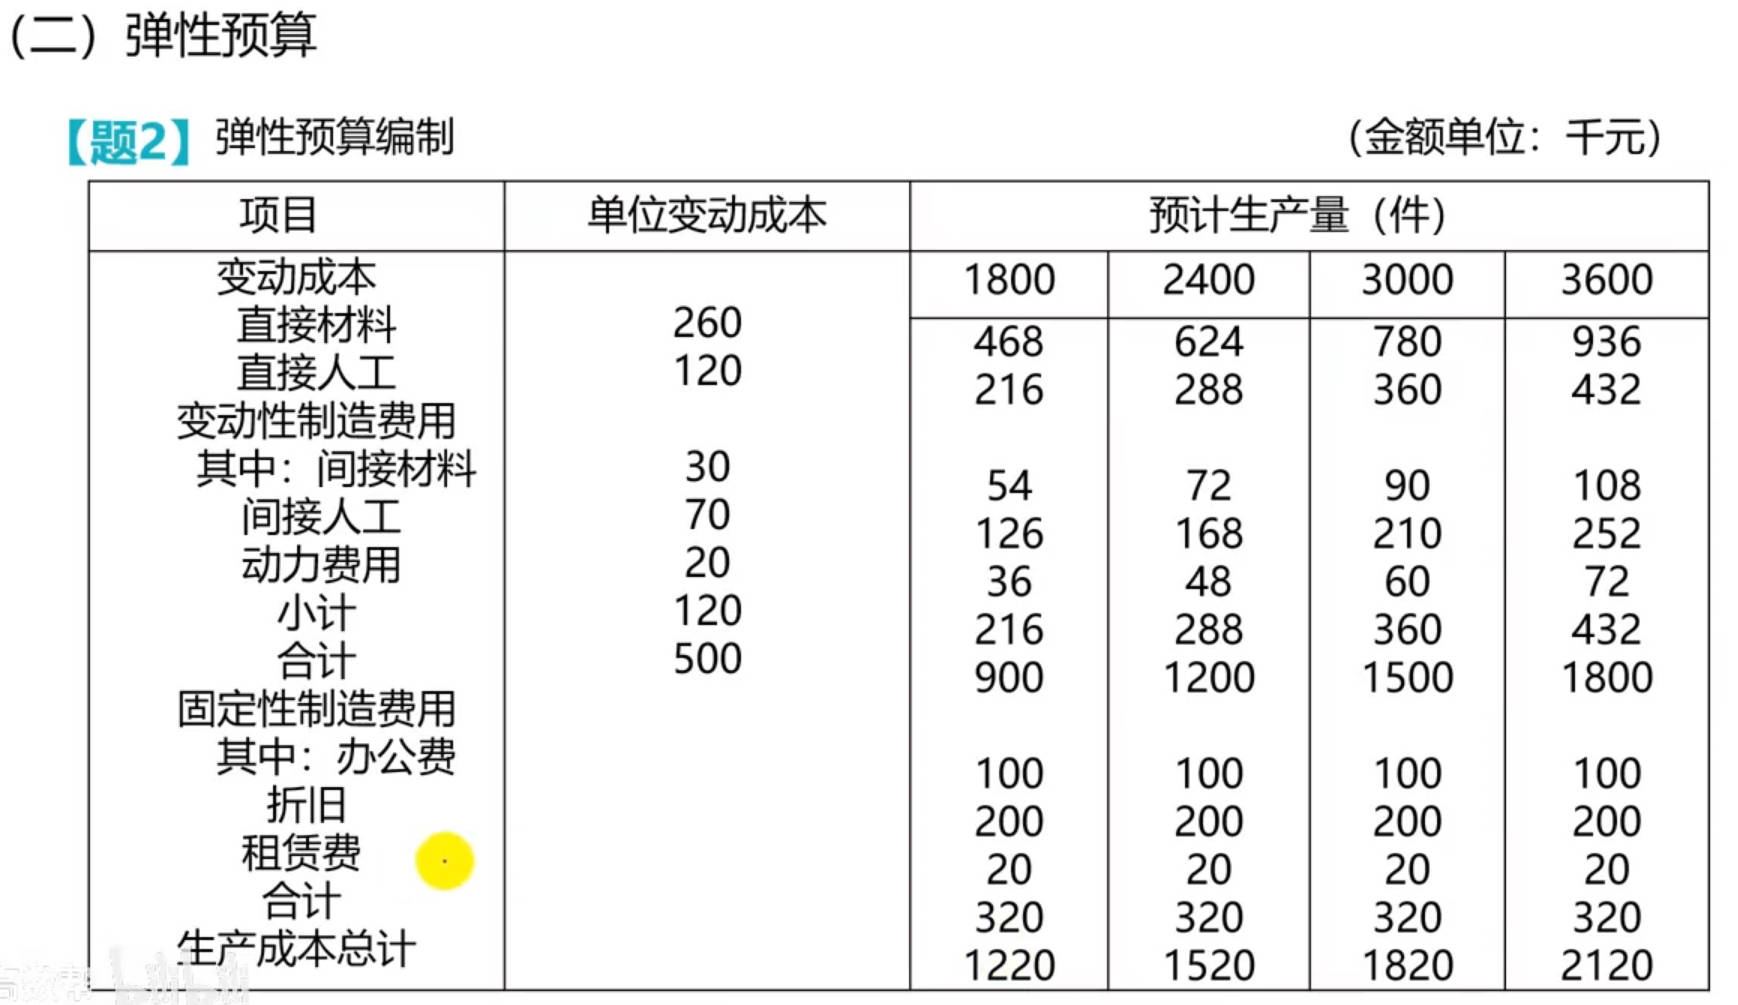 （二）弹性预算
【题2】弹性预算编制 （金额单位：千元）
项目 单位变动成本 预计生产量（件）
变动成本 1800 2400 3000 3600
直接材料 260 468 624 780 936
直接人工 120 216 288 360 432
变动性制造费用
其中：间接材料 30 54 72 90 108
间接人工 70 126 168 210 252
动力费用 20 36 48 60 72
小计 120 216 288 360 432
合计 500 900 1200 1500 1800
固定性制造费用
其中：办公费 100 100 100 100
折旧 200 200 200 200
租赁费 20 20 20 20
合计 320 320 320 320
生产成本总计 1220 1520 1820 2120